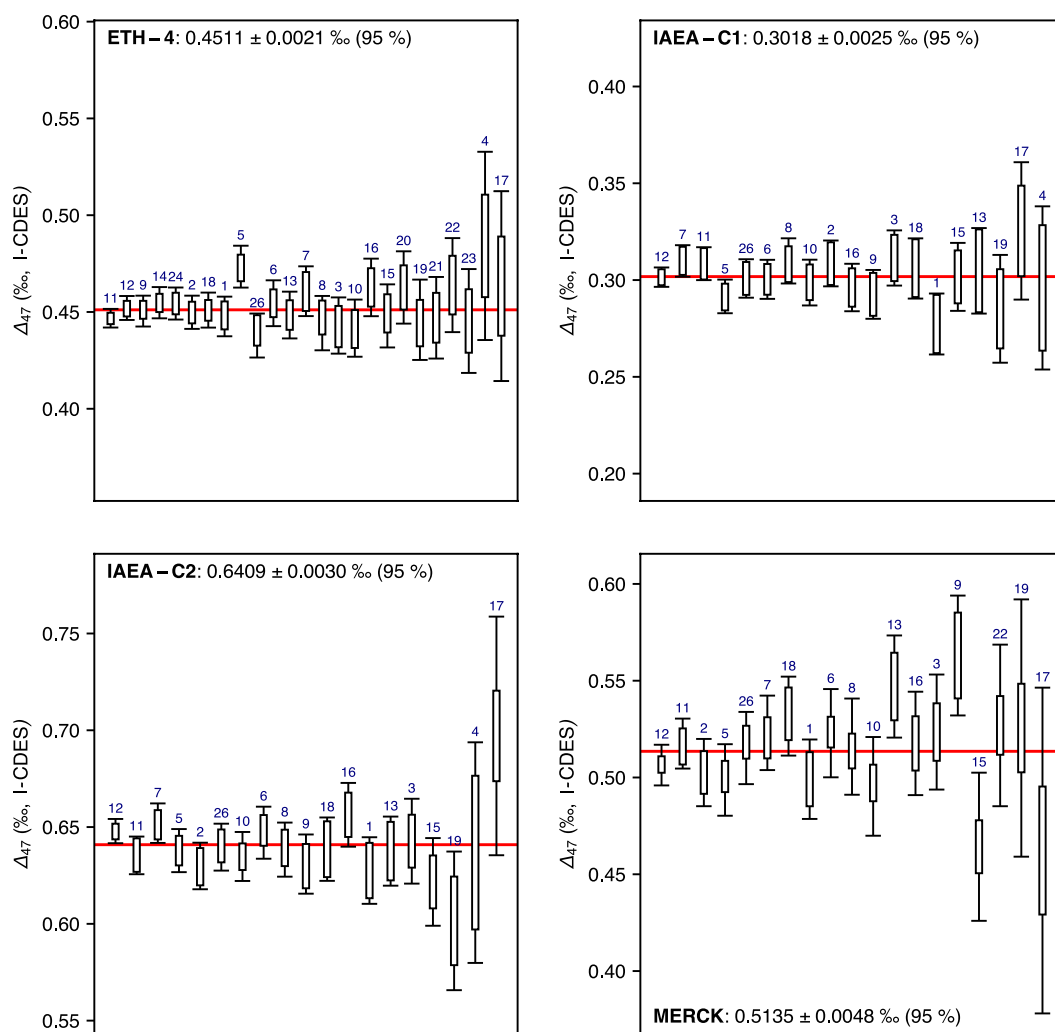 ETH – 4: 0.4511 ± 0.0021 ‰ (95 %)
0.60
0.55
0.50
0.45
0.40
Δ47 (‰, I-CDES)
11 12 9 14 24 2 18 1 5 26 6 13 7 8 3 10 16 15 20 19 21 22 23 4 17
IAEA – C1: 0.3018 ± 0.0025 ‰ (95 %)
0.40
0.35
0.30
0.25
0.20
Δ47 (‰, I-CDES)
12 7 11 5 26 6 8 10 2 16 9 3 18 1 15 13 19 17 4
IAEA – C2: 0.6409 ± 0.0030 ‰ (95 %)
0.75
0.70
0.65
0.60
0.55
Δ47 (‰, I-CDES)
12 11 7 5 2 26 10 6 8 9 18 16 1 13 3 15 19 4 17
0.60
0.55
0.50
0.45
0.40
Δ47 (‰, I-CDES)
12 11 2 5 26 7 18 1 6 8 10 13 16 3 9 15 22 19 17
MERCK: 0.5135 ± 0.0048 ‰ (95 %)